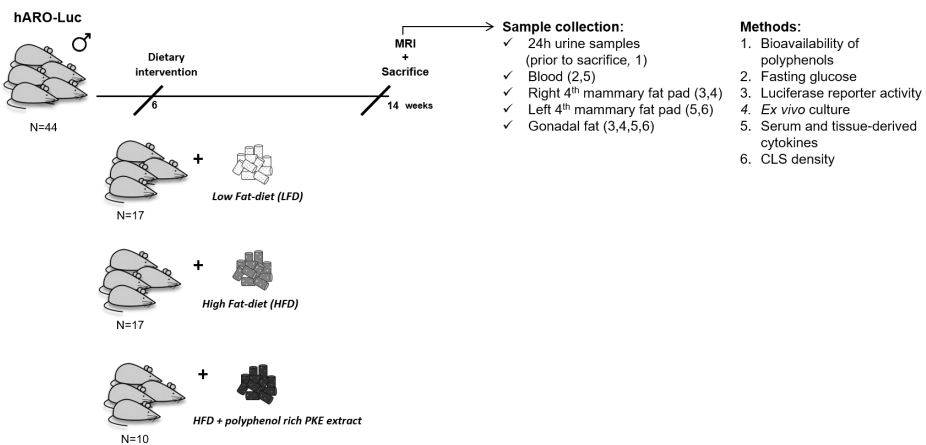 hARO-Luc
♂
N=44
Dietary
intervention
6
MRI
+
Sacrifice
14 weeks
Sample collection:
✓ 24h urine samples
(prior to sacrifice, 1)
✓ Blood (2,5)
✓ Right 4th mammary fat pad (3,4)
✓ Left 4th mammary fat pad (5,6)
✓ Gonadal fat (3,4,5,6)
Methods:
1. Bioavailability of
polyphenols
2. Fasting glucose
3. Luciferase reporter activity
4. Ex vivo culture
5. Serum and tissue-derived
cytokines
6. CLS density
+
Low Fat-diet (LFD)
N=17
+
High Fat-diet (HFD)
N=17
+
HFD + polyphenol rich PKE extract
N=10